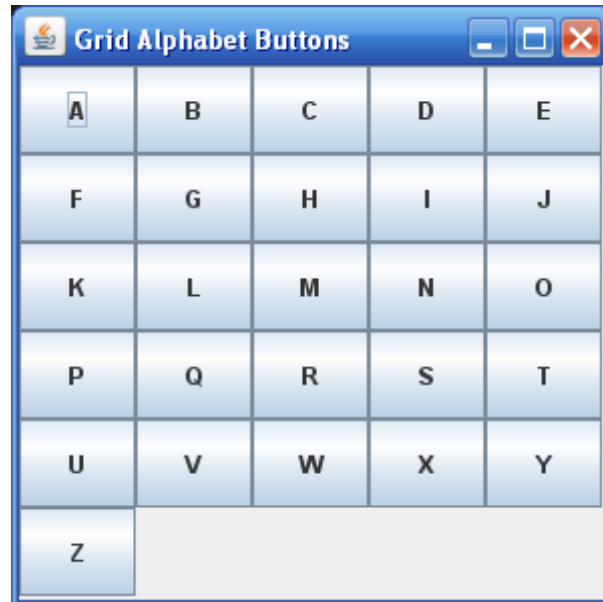 Grid Alphabet Buttons
A B C D E
F G H I J
K L M N O
P Q R S T
U V W X Y
Z